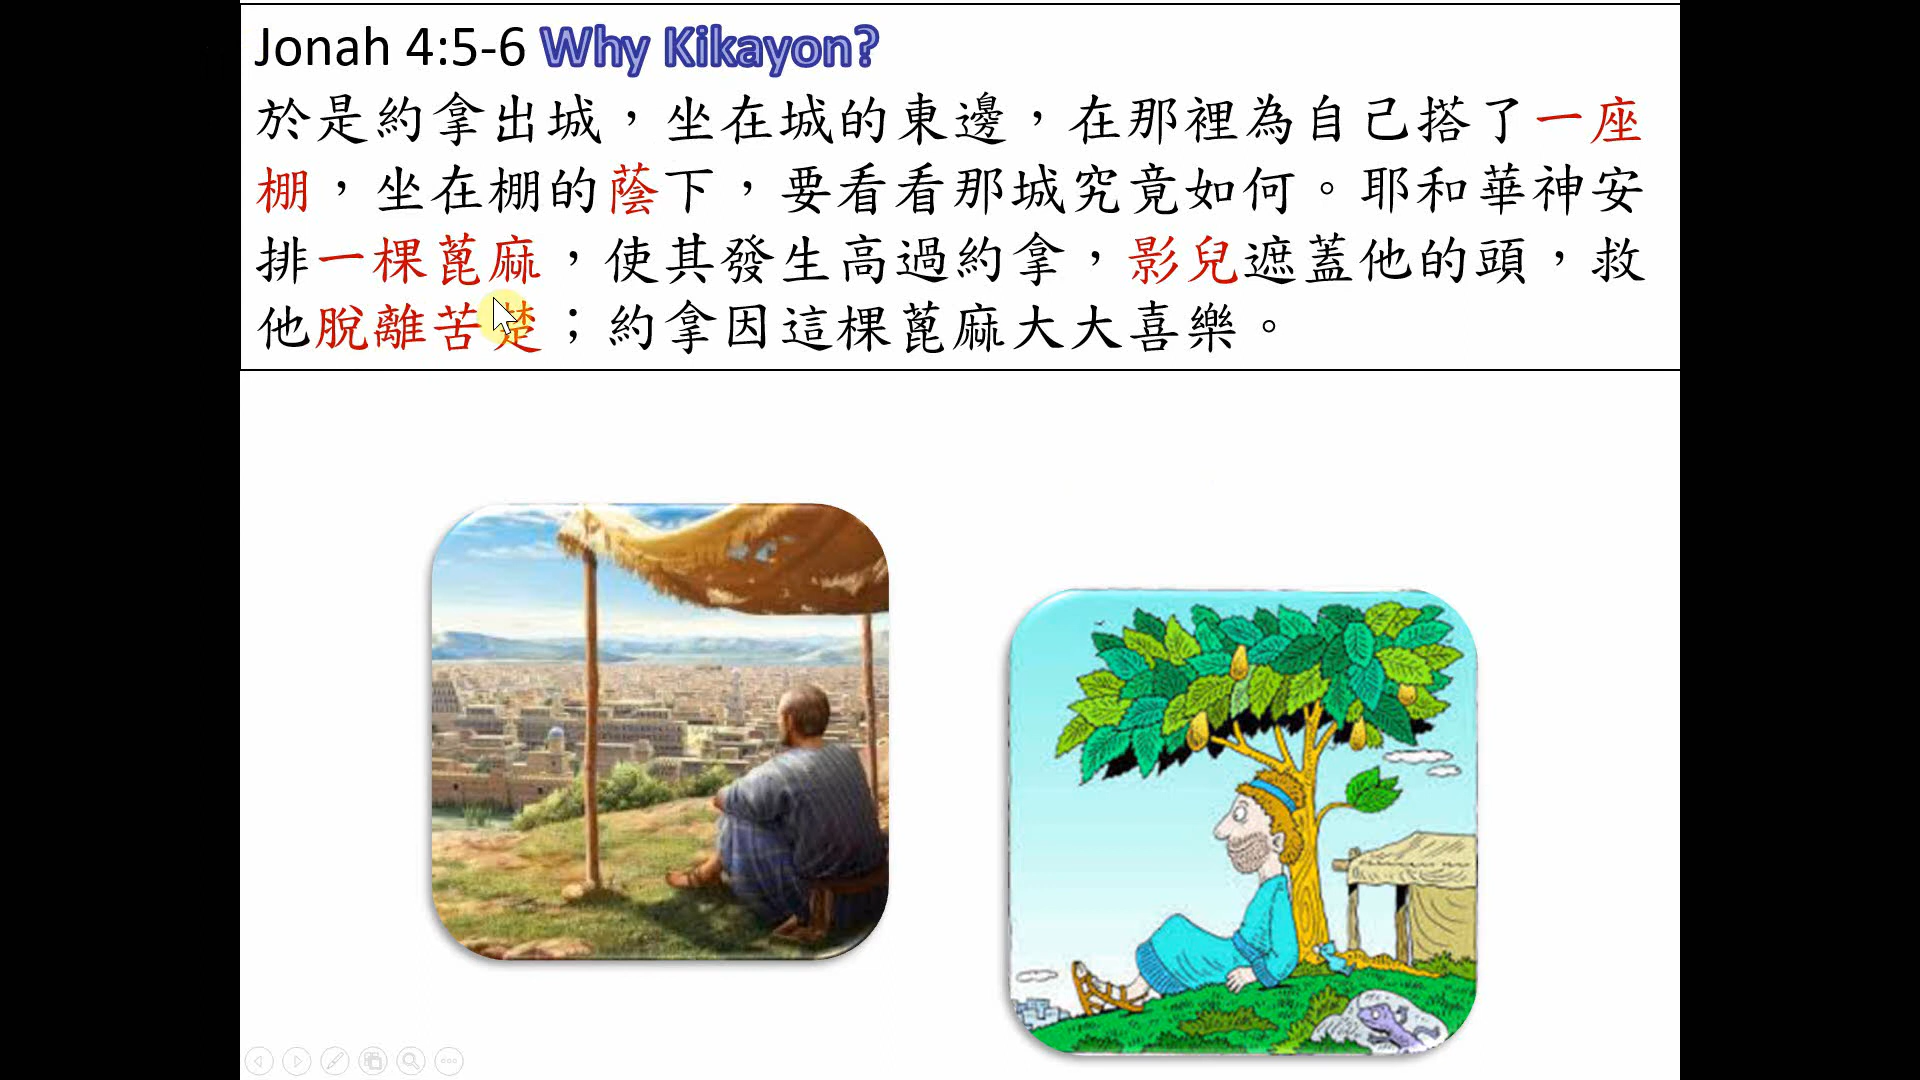 Jonah 4:5-6 Why Kikayon?
於是約拿出城，坐在城的東邊，在那裡為自己搭了一座
棚，坐在棚的蔭下，要看看那城究竟如何。耶和華神安
排一棵蓖麻，使其發生高過約拿，影兒遮蓋他的頭，救
他脫離苦楚；約拿因這棵蓖麻大大喜樂。